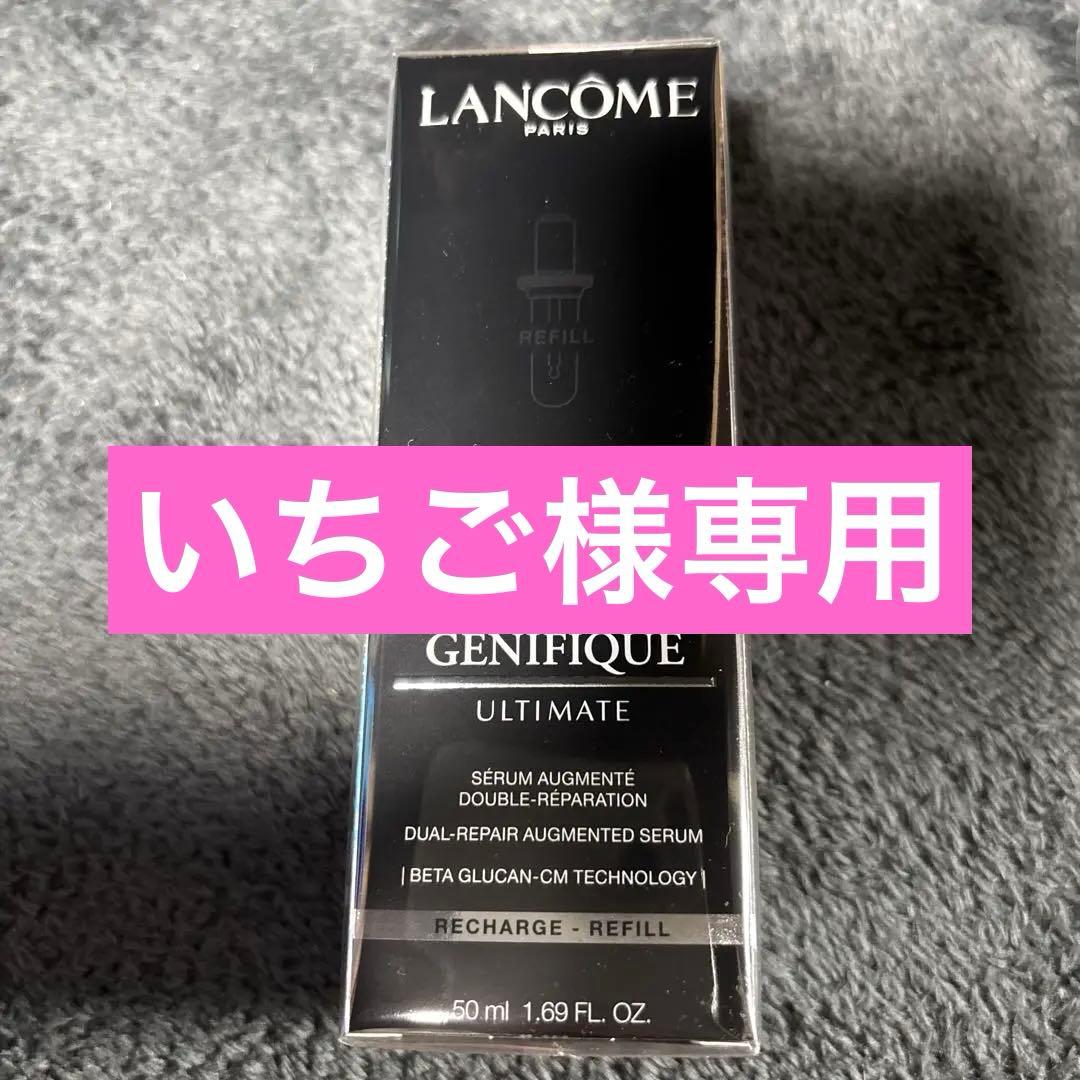 LANCÔME
PARIS
REFILL
いちご様専用
GENIFIQUE
ULTIMATE
SÉRUM AUGMENTÉ
DOUBLE-RÉPARATION
DUAL-REPAIR AUGMENTED SERUM
| BETA GLUCAN-CM TECHNOLOGY |
RECHARGE - REFILL
50 ml 1.69 FL. OZ.